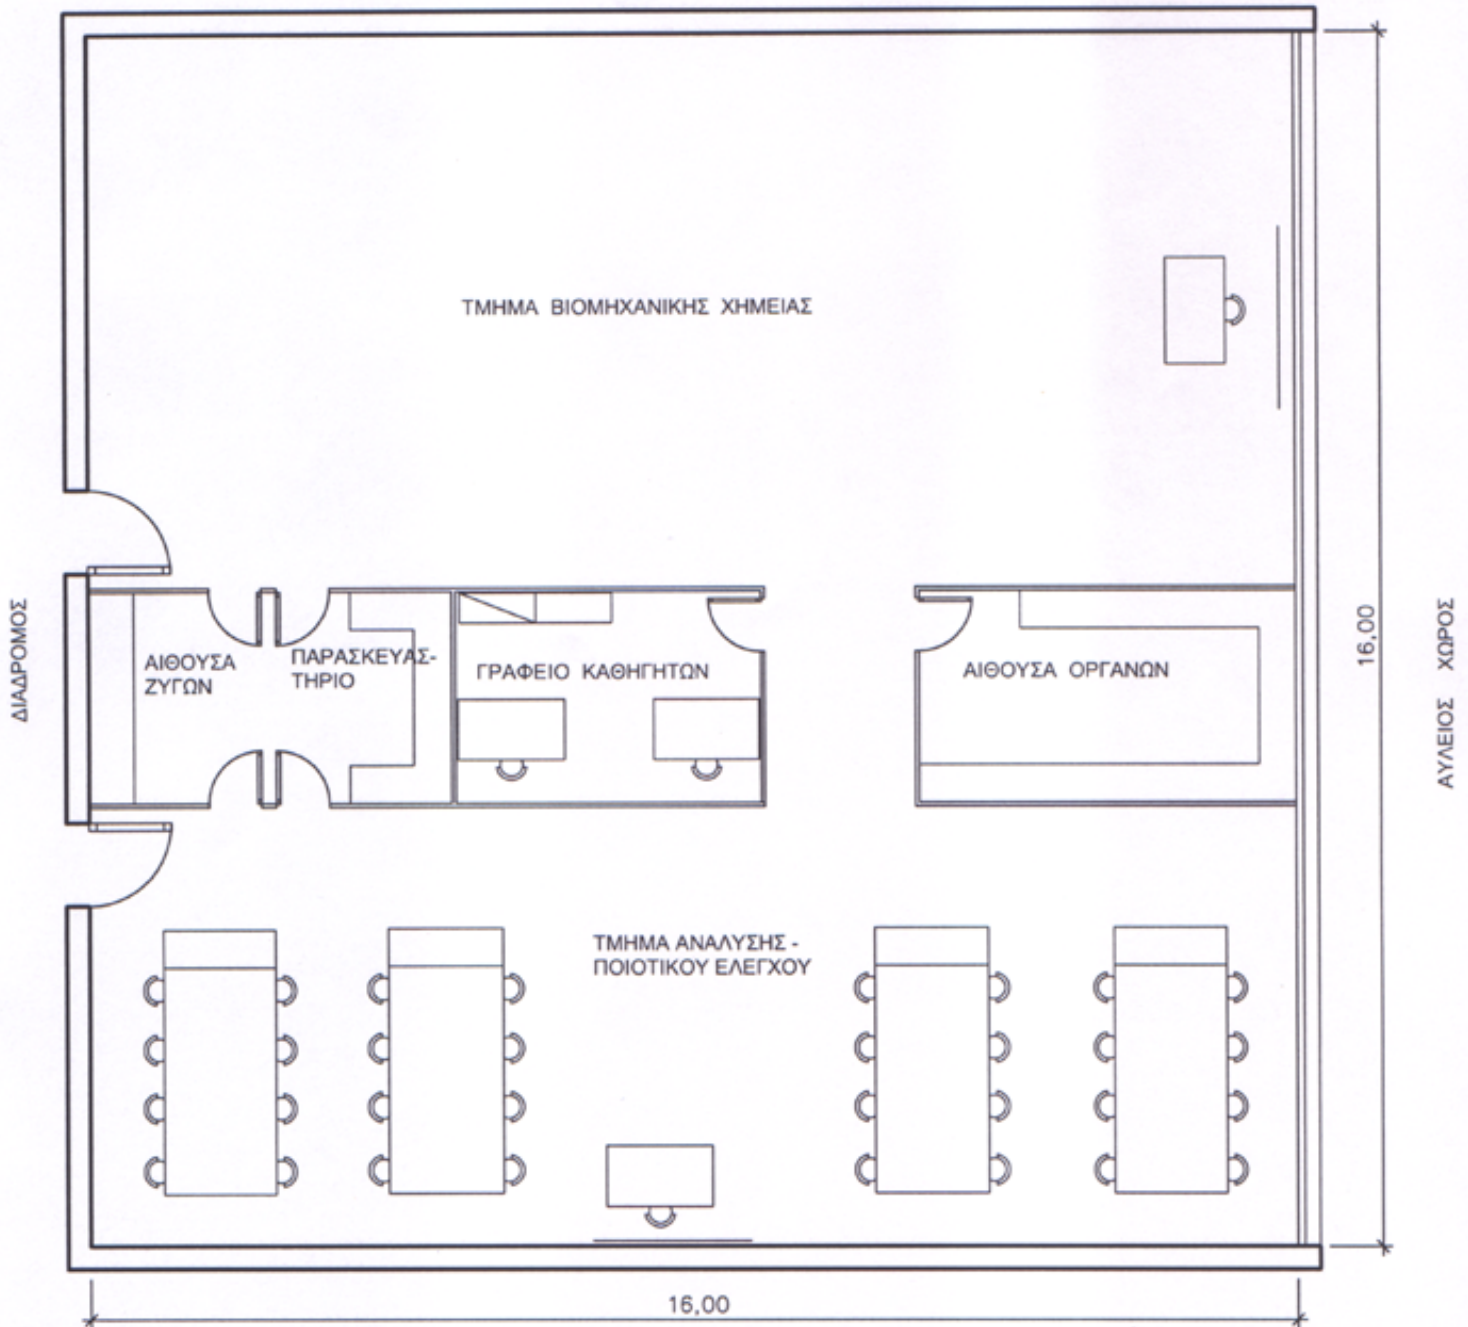 ΤΜΗΜΑ ΒΙΟΜΗΧΑΝΙΚΗΣ ΧΗΜΕΙΑΣ
ΔΙΑΔΡΟΜΟΣ
ΑΙΘΟΥΣΑ
ΖΥΓΩΝ
ΠΑΡΑΣΚΕΥΑΣ-
ΤΗΡΙΟ
ΓΡΑΦΕΙΟ ΚΑΘΗΓΗΤΩΝ
ΑΙΘΟΥΣΑ ΟΡΓΑΝΩΝ
16,00
ΑΥΛΕΙΟΣ ΧΩΡΟΣ
ΤΜΗΜΑ ΑΝΑΛΥΣΗΣ -
ΠΟΙΟΤΙΚΟΥ ΕΛΕΓΧΟΥ
16,00